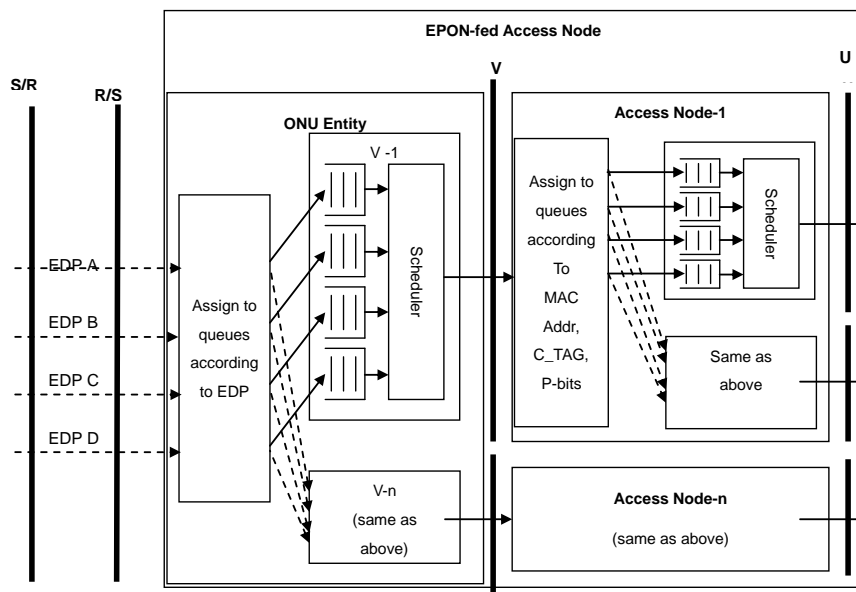 EPON-fed Access Node
S/R
R/S
V
U
ONU Entity
V -1
Scheduler
Access Node-1
Assign to
queues
according
To
MAC
Addr,
C_TAG,
P-bits
Scheduler
Same as
above
EDP A
EDP B
EDP C
EDP D
Assign to
queues
according
to EDP
V-n
(same as
above)
Access Node-n
(same as above)